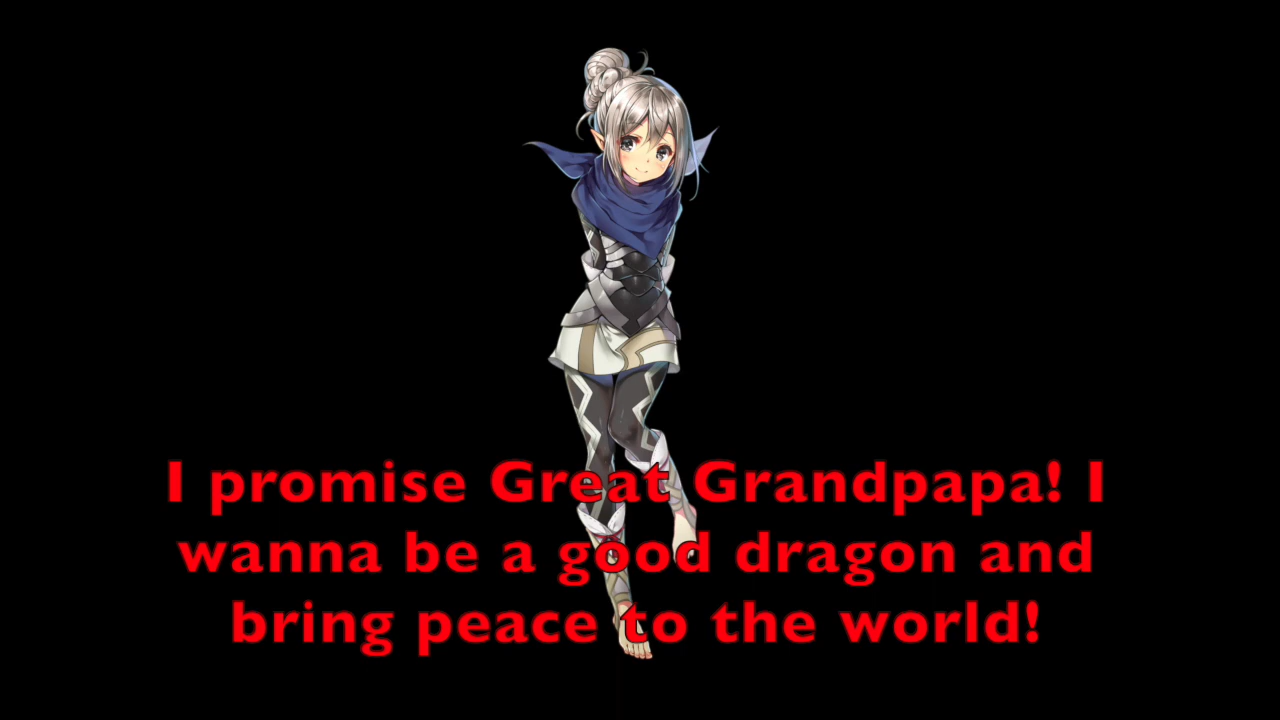 I promise Great Grandpapa! I
wanna be a good dragon and
bring peace to the world!